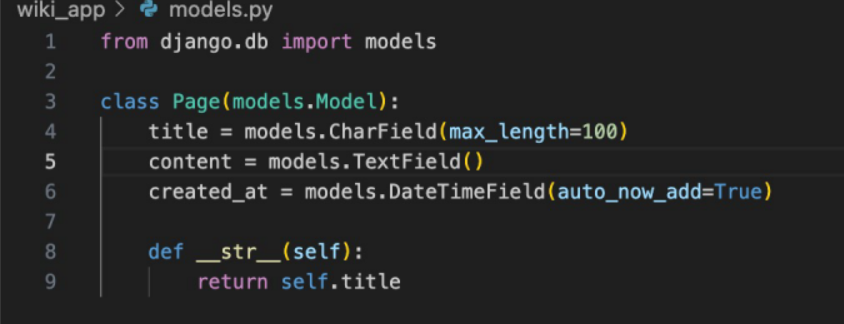 wiki_app > models.py
1 from django.db import models
2
3 class Page(models.Model):
4     title = models.CharField(max_length=100)
5     content = models.TextField()
6     created_at = models.DateTimeField(auto_now_add=True)
7
8     def __str__(self):
9         return self.title